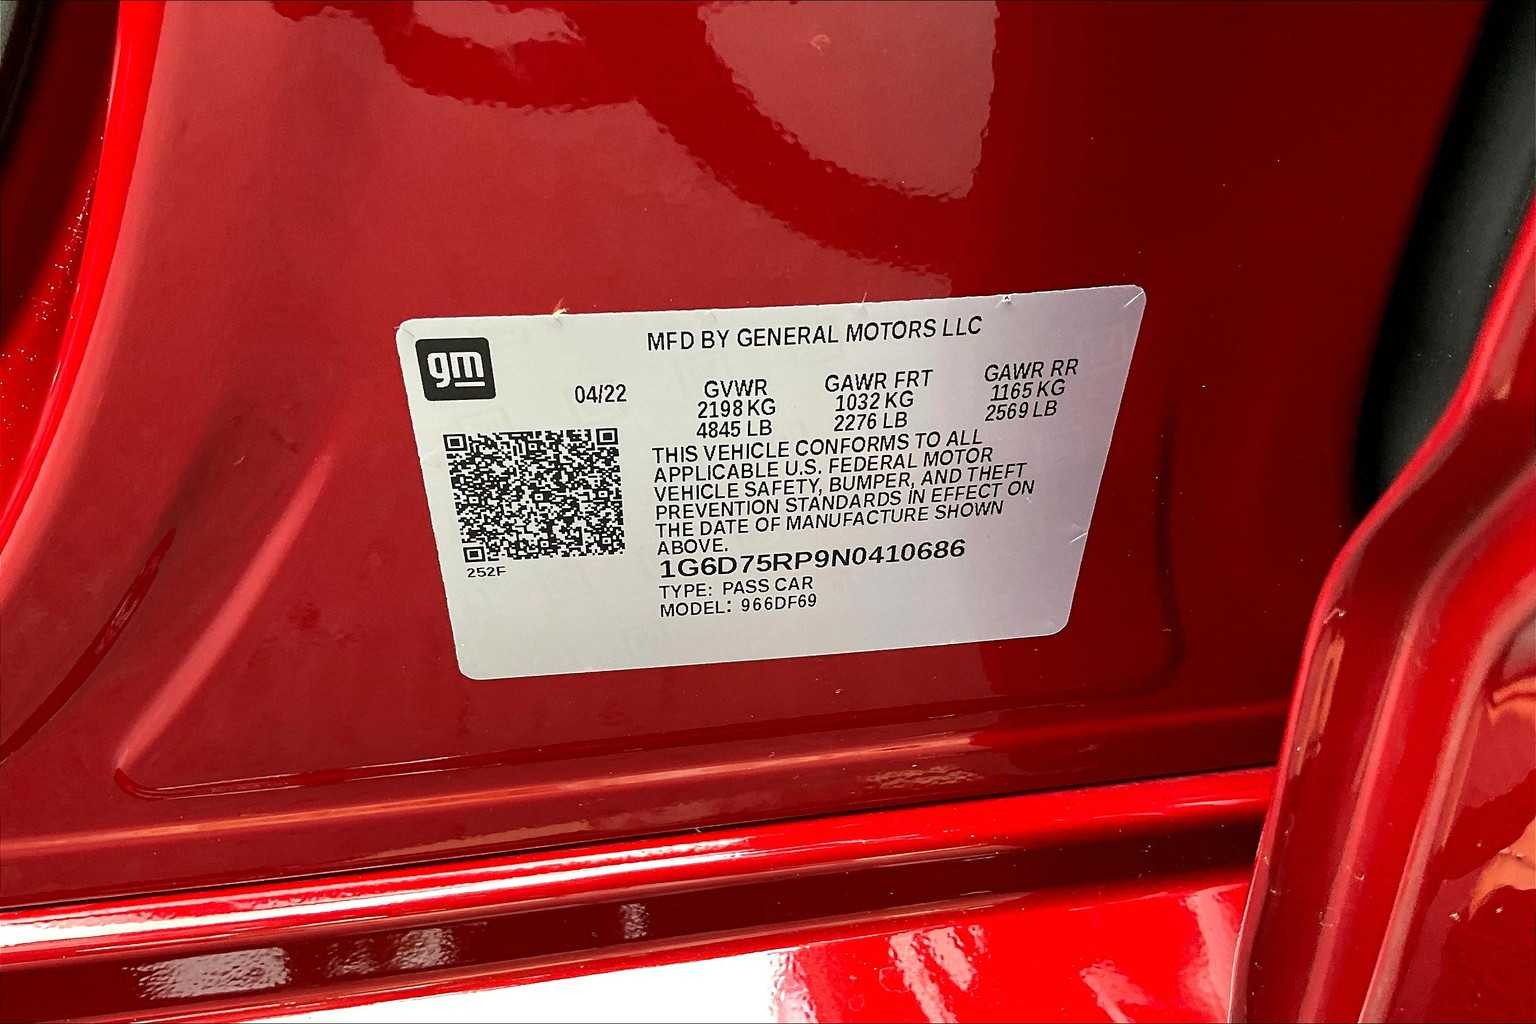 MFD BY GENERAL MOTORS LLC
gm
04/22
GVWR
2198 KG
4845 LB
GAWR FRT
1032 KG
2276 LB
GAWR RR
1165 KG
2569 LB
THIS VEHICLE CONFORMS TO ALL
APPLICABLE U.S. FEDERAL MOTOR
VEHICLE SAFETY, BUMPER, AND THEFT
PREVENTION STANDARDS IN EFFECT ON
THE DATE OF MANUFACTURE SHOWN
ABOVE.
1G6D75RP9N0410686
TYPE: PASS CAR
MODEL: 966DF69
252F